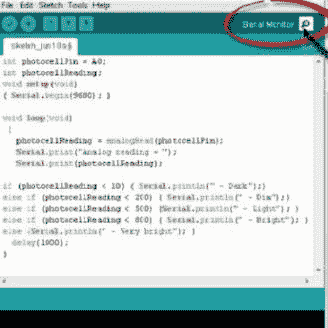 File Edit Sketch Tools Help
Serial Monitor
int photocellPin = A0;
int photocellReading;
void setup(void)
{ Serial.begin(9600); }
void loop(void)
{
photocellReading = analogRead(photocellPin);
Serial.print("Analog reading = ");
Serial.print(photocellReading);
if (photocellReading < 10) { Serial.println(" - Dark");}
else if (photocellReading < 200) { Serial.println(" - Dim");}
else if (photocellReading < 500) {Serial.println(" - Light"); }
else if (photocellReading < 800) { Serial.println(" - Bright"); }
else {Serial.println(" - Very bright"); }
delay(1000);
}